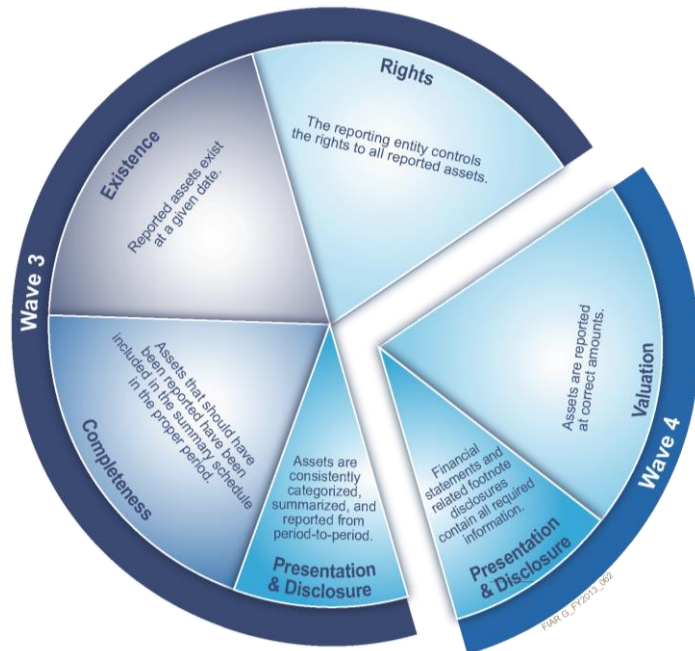 Rights
The reporting entity controls
the rights to all reported assets.
Existence
Reported assets exist
at a given date.
Wave 3
Completeness
Assets that should have
been reported have been
included in the summary schedule
in the proper period.
Assets are
consistently
categorized,
summarized, and
reported from
period-to-period.
Presentation
& Disclosure
Valuation
Assets are reported
at correct amounts.
Wave 4
Financial
statements and
related footnote
disclosures
contain all required
information.
Presentation
& Disclosure
FIAR G_FY2013_062